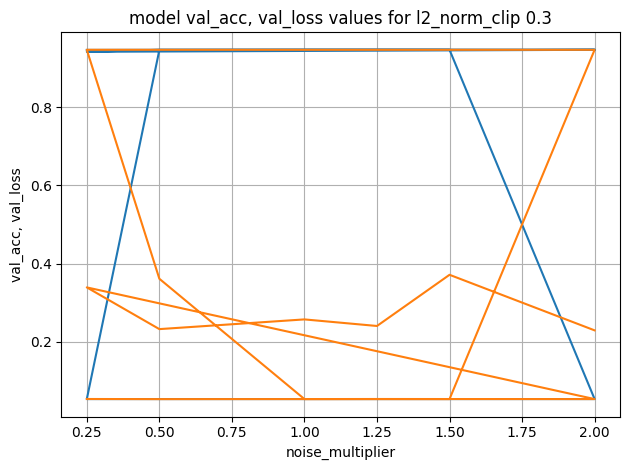 model val_acc, val_loss values for l2_norm_clip 0.3
val_acc, val_loss
0.8
0.6
0.4
0.2
0.25 0.50 0.75 1.00 1.25 1.50 1.75 2.00
noise_multiplier